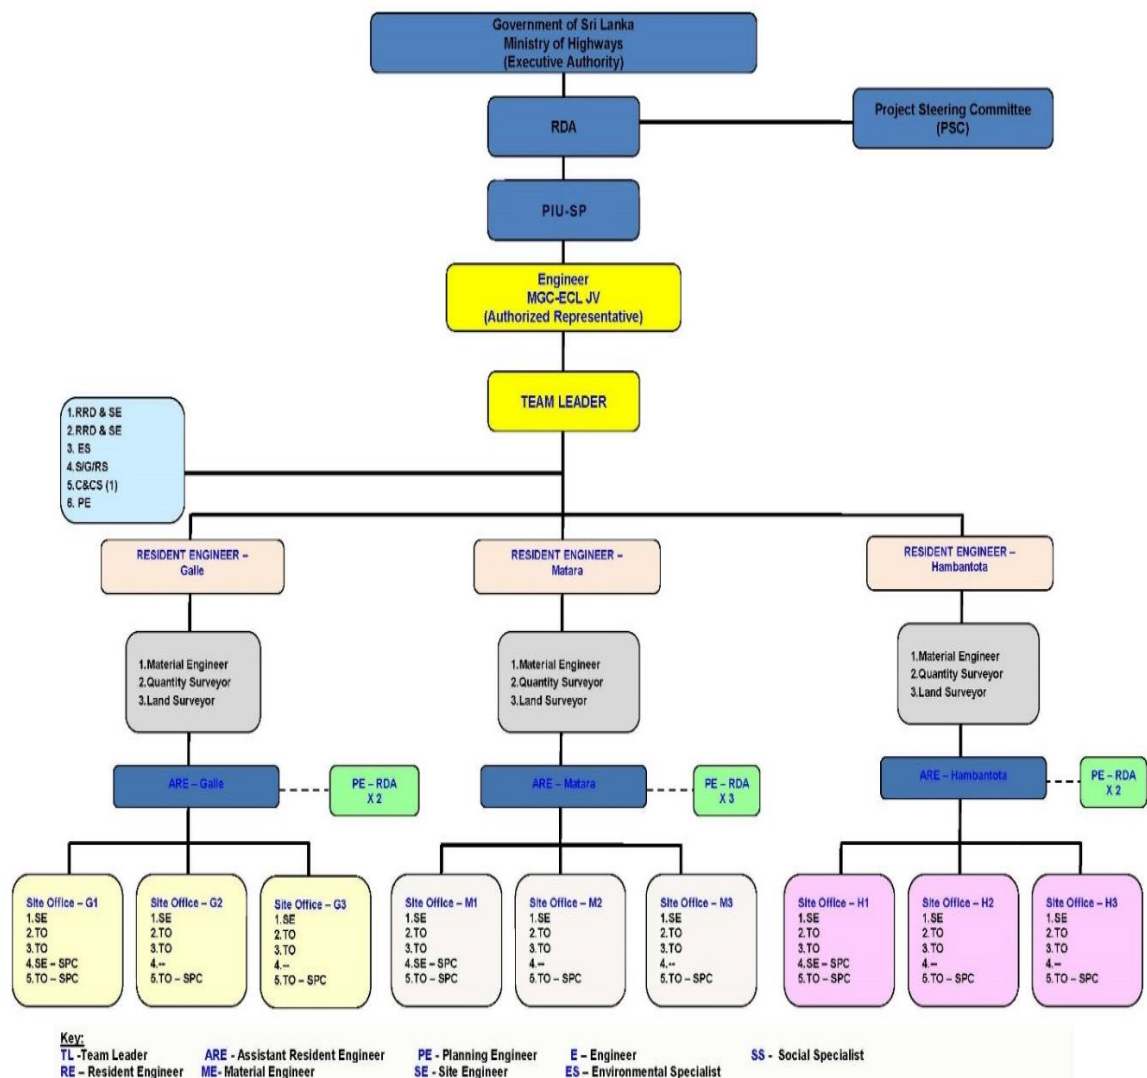 Government of Sri Lanka
Ministry of Highways
(Executive Authority)
RDA
Project Steering Committee
(PSC)
PIU-SP
Engineer
MGC-ECL JV
(Authorized Representative)
TEAM LEADER
1.RRD & SE
2.RRD & SE
3. ES
4.S/G/RS
5.C&CS (1)
6. PE
RESIDENT ENGINEER –
Galle
RESIDENT ENGINEER –
Matara
RESIDENT ENGINEER –
Hambantota
1.Material Engineer
2.Quantity Surveyor
3.Land Surveyor
1.Material Engineer
2.Quantity Surveyor
3.Land Surveyor
1.Material Engineer
2.Quantity Surveyor
3.Land Surveyor
ARE – Galle
PE – RDA
X 2
ARE – Matara
PE – RDA
X 3
ARE – Hambantota
PE – RDA
X 2
Site Office – G1
1.SE
2.TO
3.TO
4.SE – SPC
5.TO – SPC
Site Office – G2
1.SE
2.TO
3.TO
4.--
5.TO – SPC
Site Office – G3
1.SE
2.TO
3.TO
4.--
5.TO – SPC
Site Office – M1
1.SE
2.TO
3.TO
4.SE – SPC
5.TO – SPC
Site Office – M2
1.SE
2.TO
3.TO
4.--
5.TO – SPC
Site Office – M3
1.SE
2.TO
3.TO
4.--
5.TO – SPC
Site Office – H1
1.SE
2.TO
3.TO
4.SE – SPC
5.TO – SPC
Site Office – H2
1.SE
2.TO
3.TO
4.--
5.TO – SPC
Site Office – H3
1.SE
2.TO
3.TO
4.--
5.TO – SPC
Key:
TL -Team Leader ARE - Assistant Resident Engineer PE - Planning Engineer E – Engineer SS - Social Specialist
RE – Resident Engineer ME- Material Engineer SE - Site Engineer ES – Environmental Specialist